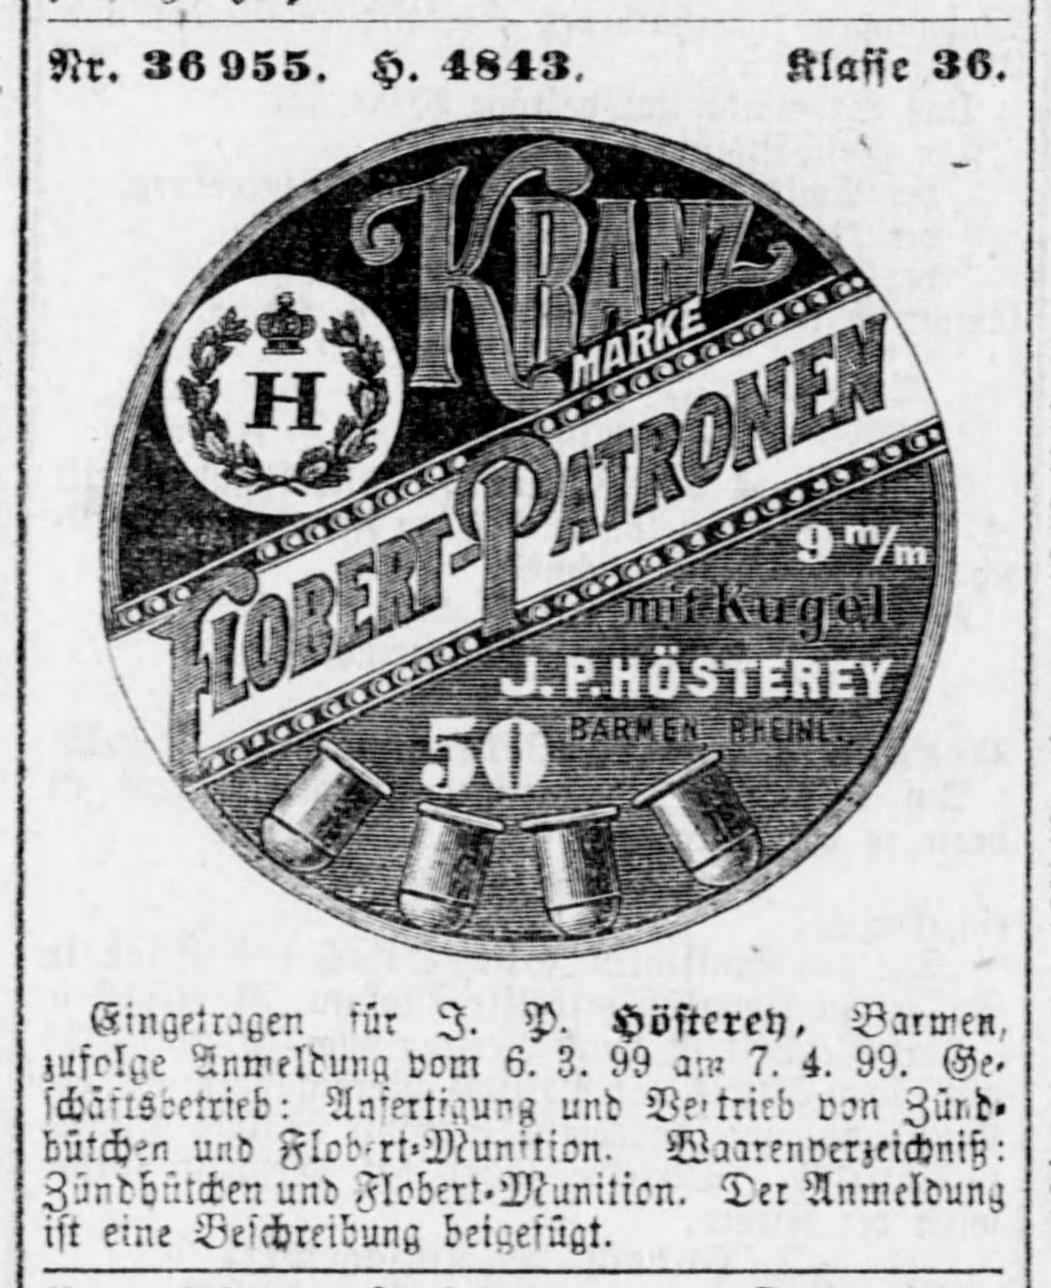 Nr. 36 955. H. 4843. Klasse 36.
KRANZ
MARKE
H
FLOBERT-PATRONEN
9 m/m
mit Kugel
J. P. HÖSTEREY
50
BARMEN RHEINL.
Eingetragen für J. P. Hösterey, Barmen,
zufolge Anmeldung vom 6. 3. 99 am 7. 4. 99. Ge-
schäftsbetrieb: Anfertigung und Vertrieb von Zünd-
hütchen und Flobert-Munition. Waarenverzeichniß:
Zündhütchen und Flobert-Munition. Der Anmeldung
ist eine Beschreibung beigefügt.